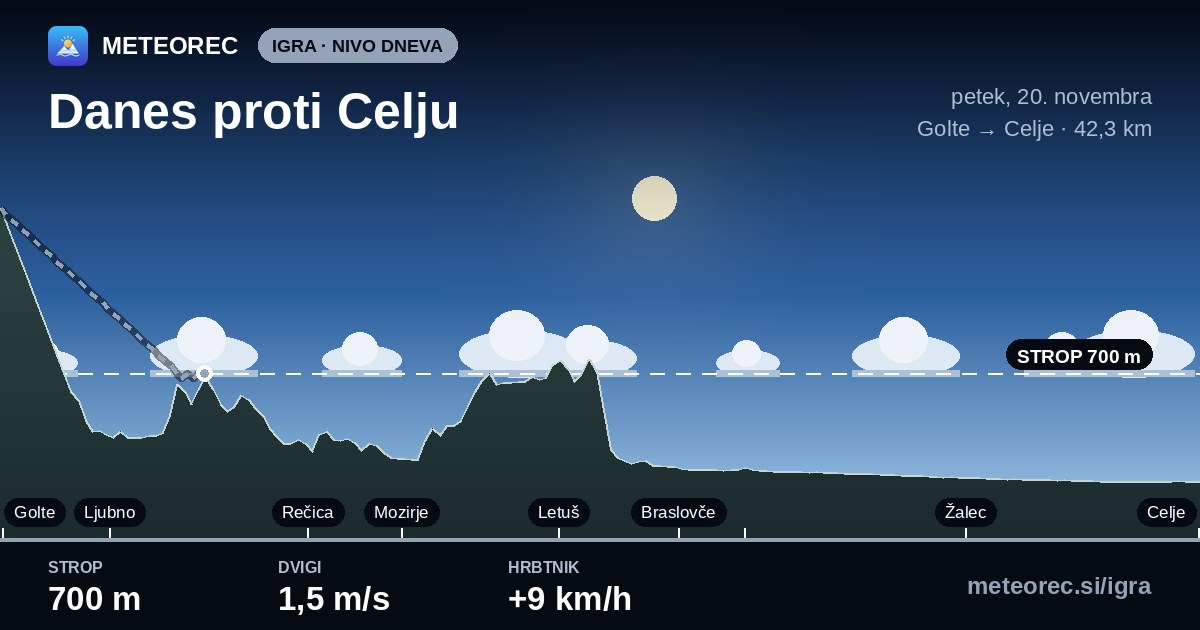 METEOREC
IGRA · NIVO DNEVA
Danes proti Celju
petek, 20. novembra
Golte → Celje · 42,3 km
STROP 700 m
Golte
Ljubno
Rečica
Mozirje
Letuš
Braslovče
Žalec
Celje
STROP
700 m
DVIGI
1,5 m/s
HRBTNIK
+9 km/h
meteorec.si/igra